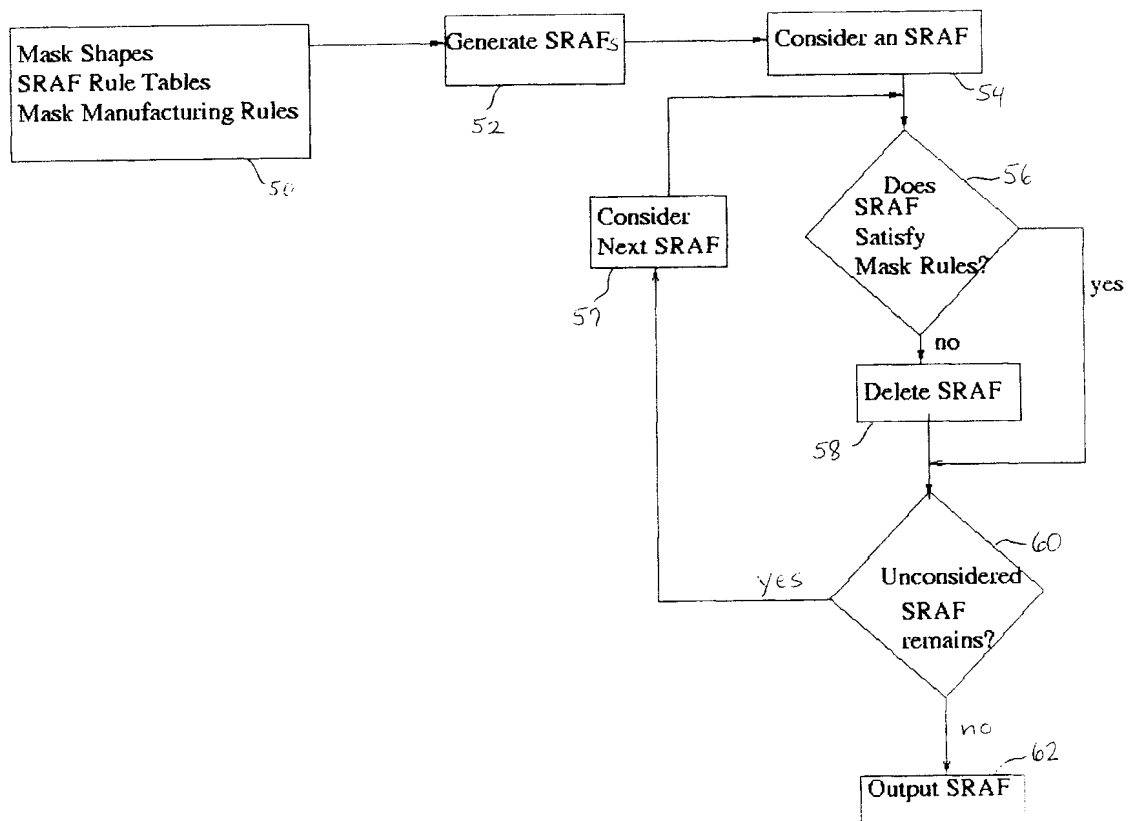 Mask Shapes
SRAF Rule Tables
Mask Manufacturing Rules
50
Generate SRAFs
52
Consider an SRAF
54
Does
SRAF
Satisfy
Mask Rules?
56
yes
no
Consider
Next SRAF
57
Delete SRAF
58
Unconsidered
SRAF
remains?
60
yes
no
Output SRAF
62